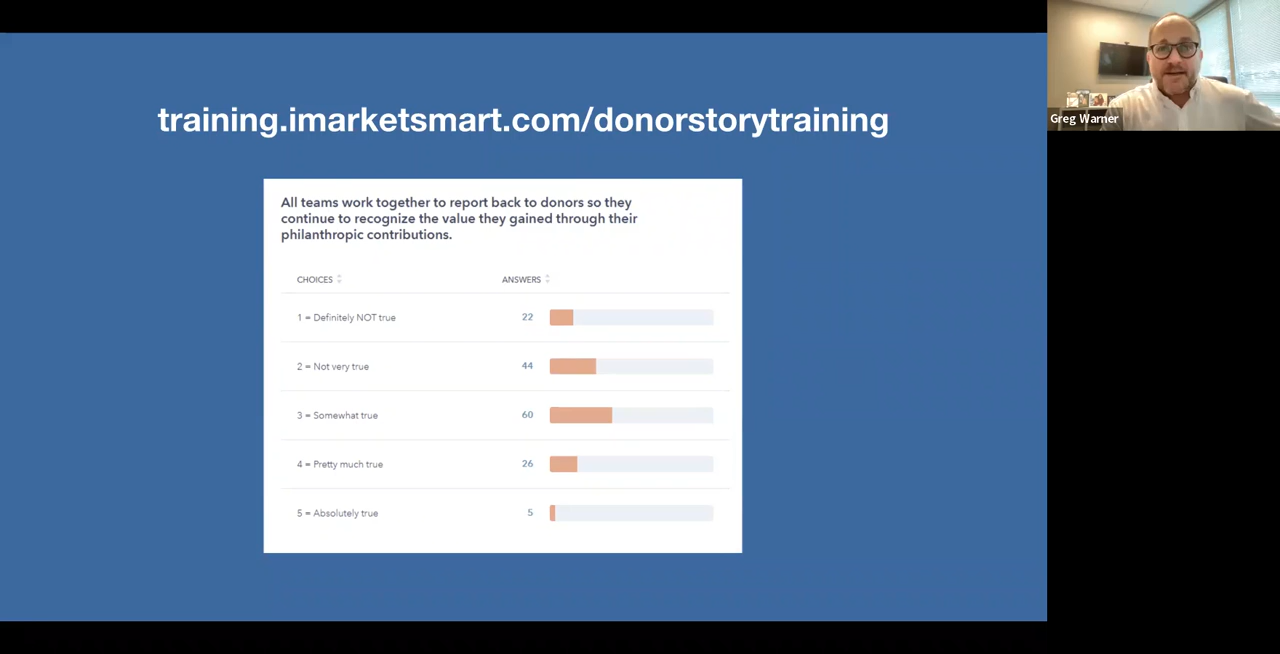 training.imarketsmart.com/donorstorytraining
All teams work together to report back to donors so they
continue to recognize the value they gained through their
philanthropic contributions.
CHOICES ANSWERS
1 = Definitely NOT true 22
2 = Not very true 44
3 = Somewhat true 60
4 = Pretty much true 26
5 = Absolutely true 5
Greg Warner